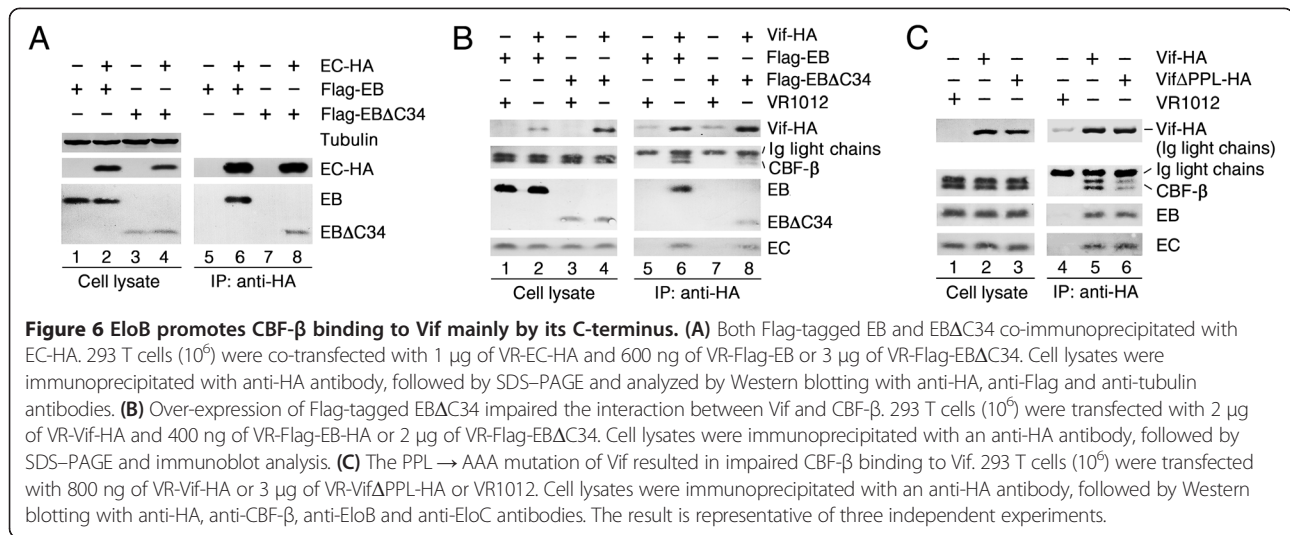 A
− + − + − + − + EC-HA
+ + − − + + − − Flag-EB
− − + + − − + + Flag-EBΔC34
Tubulin
EC-HA
EB
EBΔC34
1 2 3 4 5 6 7 8
Cell lysate IP: anti-HA
B
− + − + − + − + Vif-HA
+ + − − + + − − Flag-EB
− − + + − − + + Flag-EBΔC34
+ − + − + − + − VR1012
Vif-HA
Ig light chains
CBF-β
EB
EBΔC34
EC
1 2 3 4 5 6 7 8
Cell lysate IP: anti-HA
C
− + − − + − Vif-HA
− − + − − + VifΔPPL-HA
+ − − + − − VR1012
Vif-HA
(Ig light chains)
Ig light chains
CBF-β
EB
EC
1 2 3 4 5 6
Cell lysate IP: anti-HA
Figure 6 EloB promotes CBF-β binding to Vif mainly by its C-terminus. (A) Both Flag-tagged EB and EBΔC34 co-immunoprecipitated with
EC-HA. 293 T cells (10⁶) were co-transfected with 1 μg of VR-EC-HA and 600 ng of VR-Flag-EB or 3 μg of VR-Flag-EBΔC34. Cell lysates were
immunoprecipitated with anti-HA antibody, followed by SDS–PAGE and analyzed by Western blotting with anti-HA, anti-Flag and anti-tubulin
antibodies. (B) Over-expression of Flag-tagged EBΔC34 impaired the interaction between Vif and CBF-β. 293 T cells (10⁶) were transfected with 2 μg
of VR-Vif-HA and 400 ng of VR-Flag-EB-HA or 2 μg of VR-Flag-EBΔC34. Cell lysates were immunoprecipitated with an anti-HA antibody, followed by
SDS–PAGE and immunoblot analysis. (C) The PPL → AAA mutation of Vif resulted in impaired CBF-β binding to Vif. 293 T cells (10⁶) were transfected
with 800 ng of VR-Vif-HA or 3 μg of VR-VifΔPPL-HA or VR1012. Cell lysates were immunoprecipitated with an anti-HA antibody, followed by Western
blotting with anti-HA, anti-CBF-β, anti-EloB and anti-EloC antibodies. The result is representative of three independent experiments.